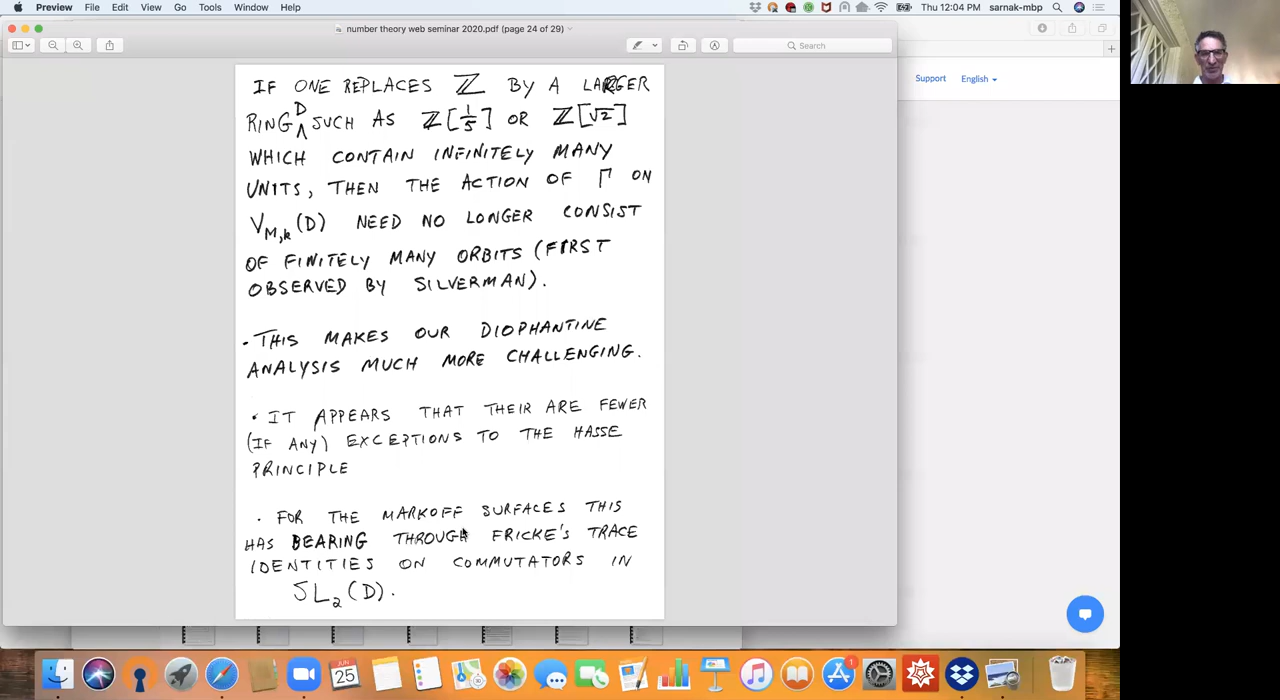 Preview File Edit View Go Tools Window Help
Thu 12:04 PM sarnak-mbp
number theory web seminar 2020.pdf (page 24 of 29)
Search
Support English
IF ONE REPLACES ℤ BY A LARGER
RING D SUCH AS ℤ[1/5] OR ℤ[√2]
WHICH CONTAIN INFINITELY MANY
UNITS, THEN THE ACTION OF Γ ON
V_{M,k}(D) NEED NO LONGER CONSIST
OF FINITELY MANY ORBITS (FIRST
OBSERVED BY SILVERMAN).
• THIS MAKES OUR DIOPHANTINE
ANALYSIS MUCH MORE CHALLENGING.
• IT APPEARS THAT THEIR ARE FEWER
(IF ANY) EXCEPTIONS TO THE HASSE
PRINCIPLE
• FOR THE MARKOFF SURFACES THIS
HAS BEARING THROUGH FRICKE'S TRACE
IDENTITIES ON COMMUTATORS IN
SL₂(D).
JUN
25
1